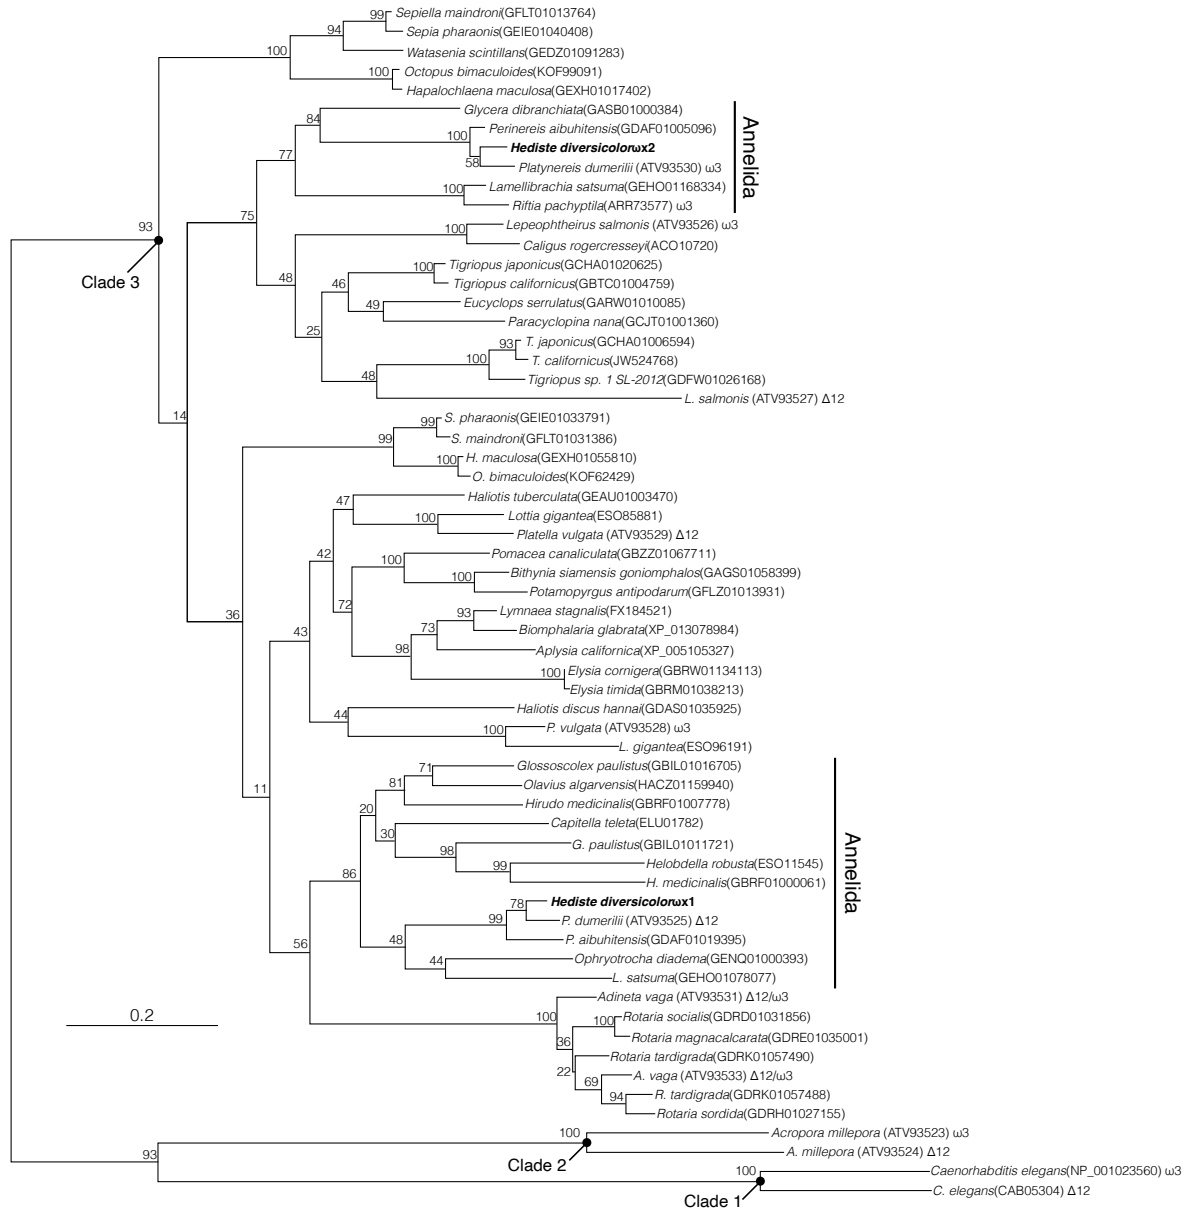 99
Sepiella maindroni(GFLT01013764)
94
Sepia pharaonis(GEIE01040408)
100
Watasenia scintillans(GEDZ01091283)
100
Octopus bimaculoides(KOF99091)
Hapalochlaena maculosa(GEXH01017402)
84
Glycera dibranchiata(GASB01000384)
100
Perinereis aibuhitensis(GDAF01005096)
Hediste diversicolorωx2
77
58
Platynereis dumerilii (ATV93530) ω3
100
Lamellibrachia satsuma(GEHO01168334)
Riftia pachyptila(ARR73577) ω3
Annelida
93
75
100
Lepeophtheirus salmonis (ATV93526) ω3
Caligus rogercresseyi(ACO10720)
Clade 3
48
46
100
Tigriopus japonicus(GCHA01020625)
Tigriopus californicus(GBTC01004759)
49
Eucyclops serrulatus(GARW01010085)
Paracyclopina nana(GCJT01001360)
25
93
T. japonicus(GCHA01006594)
100
T. californicus(JW524768)
48
Tigriopus sp. 1 SL-2012(GDFW01026168)
L. salmonis (ATV93527) Δ12
14
99
S. pharaonis(GEIE01033791)
99
S. maindroni(GFLT01031386)
100
H. maculosa(GEXH01055810)
O. bimaculoides(KOF62429)
47
Haliotis tuberculata(GEAU01003470)
100
Lottia gigantea(ESO85881)
Platella vulgata (ATV93529) Δ12
42
100
Pomacea canaliculata(GBZZ01067711)
100
Bithynia siamensis goniomphalos(GAGS01058399)
Potamopyrgus antipodarum(GFLZ01013931)
72
36
93
Lymnaea stagnalis(FX184521)
43
73
Biomphalaria glabrata(XP_013078984)
98
Aplysia californica(XP_005105327)
100
Elysia cornigera(GBRW01134113)
Elysia timida(GBRM01038213)
44
Haliotis discus hannai(GDAS01035925)
100
P. vulgata (ATV93528) ω3
L. gigantea(ESO96191)
11
71
Glossoscolex paulistus(GBIL01016705)
81
Olavius algarvensis(HACZ01159940)
20
Hirudo medicinalis(GBRF01007778)
30
Capitella teleta(ELU01782)
98
G. paulistus(GBIL01011721)
99
Helobdella robusta(ESO11545)
86
H. medicinalis(GBRF01000061)
78
Hediste diversicolorωx1
99
P. dumerilii (ATV93525) Δ12
48
P. aibuhitensis(GDAF01019395)
56
44
Ophryotrocha diadema(GENQ01000393)
L. satsuma(GEHO01078077)
Annelida
0.2
100
Adineta vaga (ATV93531) Δ12/ω3
100
Rotaria socialis(GDRD01031856)
36
Rotaria magnacalcarata(GDRE01035001)
22
Rotaria tardigrada(GDRK01057490)
69
A. vaga (ATV93533) Δ12/ω3
94
R. tardigrada(GDRK01057488)
Rotaria sordida(GDRH01027155)
93
100
Acropora millepora (ATV93523) ω3
Clade 2
A. millepora (ATV93524) Δ12
100
Caenorhabditis elegans(NP_001023560) ω3
Clade 1
C. elegans(CAB05304) Δ12